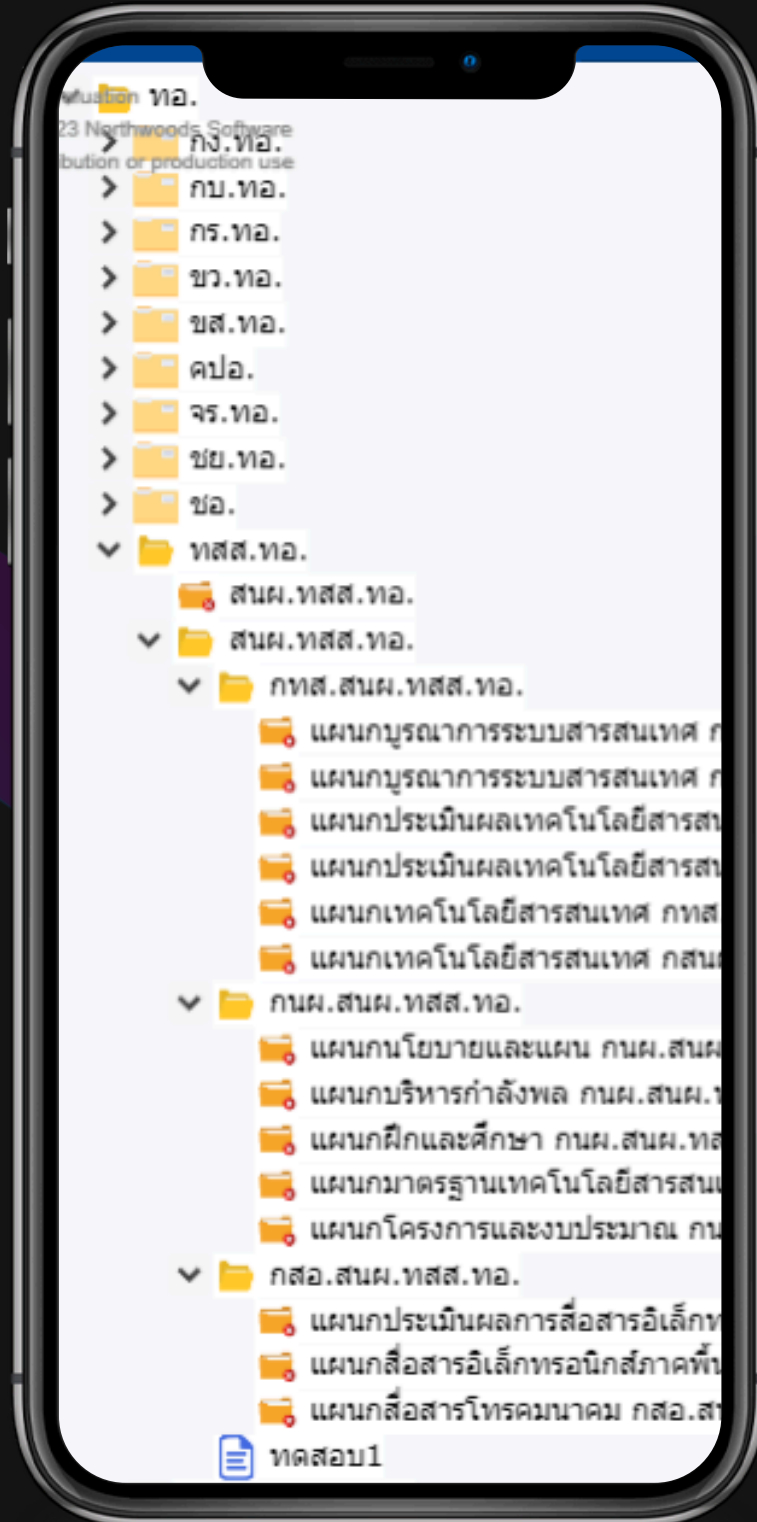 ทอ.
23 Northwoods Software
กง.ทอ.
bution or production use
กบ.ทอ.
กร.ทอ.
ขว.ทอ.
ขส.ทอ.
คปอ.
จร.ทอ.
ชย.ทอ.
ชอ.
ทสส.ทอ.
สนผ.ทสส.ทอ.
สนผ.ทสส.ทอ.
กทส.สนผ.ทสส.ทอ.
แผนกบูรณาการระบบสารสนเทศ ก
แผนกบูรณาการระบบสารสนเทศ ก
แผนกประเมินผลเทคโนโลยีสารสน
แผนกประเมินผลเทคโนโลยีสารสน
แผนกเทคโนโลยีสารสนเทศ กทส.
แผนกเทคโนโลยีสารสนเทศ กสนผ
กนผ.สนผ.ทสส.ทอ.
แผนกนโยบายและแผน กนผ.สนผ
แผนกบริหารกำลังพล กนผ.สนผ.ท
แผนกฝึกและศึกษา กนผ.สนผ.ทส
แผนกมาตรฐานเทคโนโลยีสารสนเ
แผนกโครงการและงบประมาณ กน
กสอ.สนผ.ทสส.ทอ.
แผนกประเมินผลการสื่อสารอิเล็กท
แผนกสื่อสารอิเล็กทรอนิกส์ภาคพื้น
แผนกสื่อสารโทรคมนาคม กสอ.สน
ทดสอบ1